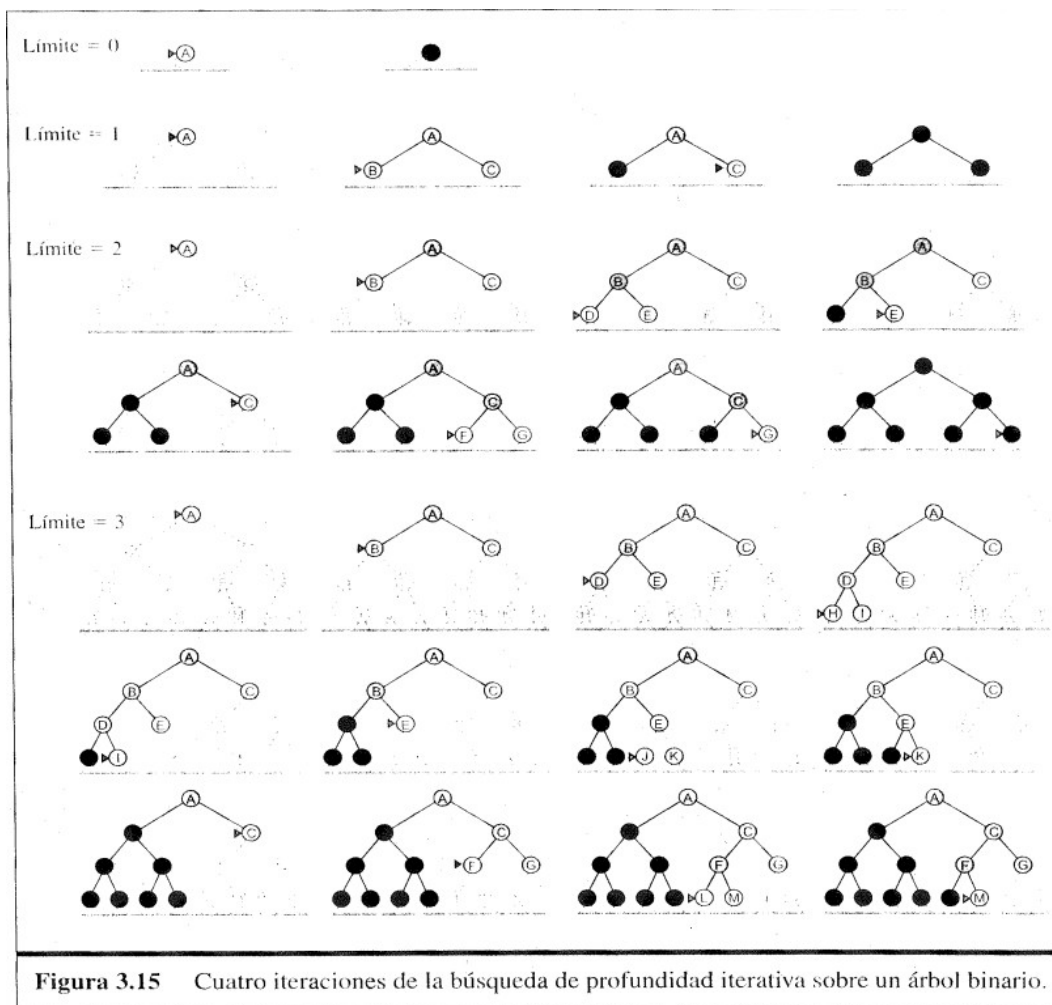 Límite = 0 A
Límite = 1 A A A
B C C
Límite = 2 A A A A
B C B C B C
D E F D E F E
A A A
C C C
F G G
Límite = 3 A A A A
B C B C B C
D E F D E
H I
A A A A
B C B C B C B C
D E E E E
I J K K
A A A A
C C C C
F G F G F G
L M M
Figura 3.15 Cuatro iteraciones de la búsqueda de profundidad iterativa sobre un árbol binario.